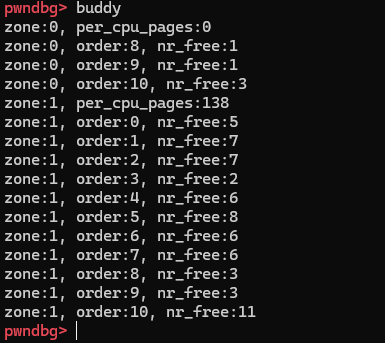 pwndbg> buddy
zone:0, per_cpu_pages:0
zone:0, order:8, nr_free:1
zone:0, order:9, nr_free:1
zone:0, order:10, nr_free:3
zone:1, per_cpu_pages:138
zone:1, order:0, nr_free:5
zone:1, order:1, nr_free:7
zone:1, order:2, nr_free:7
zone:1, order:3, nr_free:2
zone:1, order:4, nr_free:6
zone:1, order:5, nr_free:8
zone:1, order:6, nr_free:6
zone:1, order:7, nr_free:6
zone:1, order:8, nr_free:3
zone:1, order:9, nr_free:3
zone:1, order:10, nr_free:11
pwndbg>